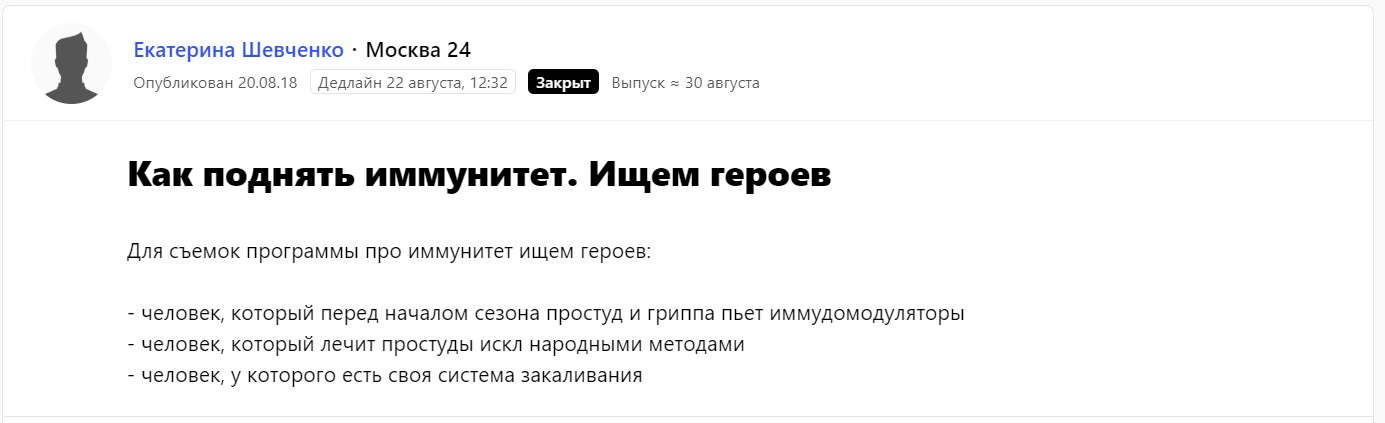 Екатерина Шевченко · Москва 24
Опубликован 20.08.18 Дедлайн 22 августа, 12:32 Закрыт Выпуск ≈ 30 августа
Как поднять иммунитет. Ищем героев
Для съемок программы про иммунитет ищем героев:
- человек, который перед началом сезона простуд и гриппа пьет иммудомодуляторы
- человек, который лечит простуды искл народными методами
- человек, у которого есть своя система закаливания